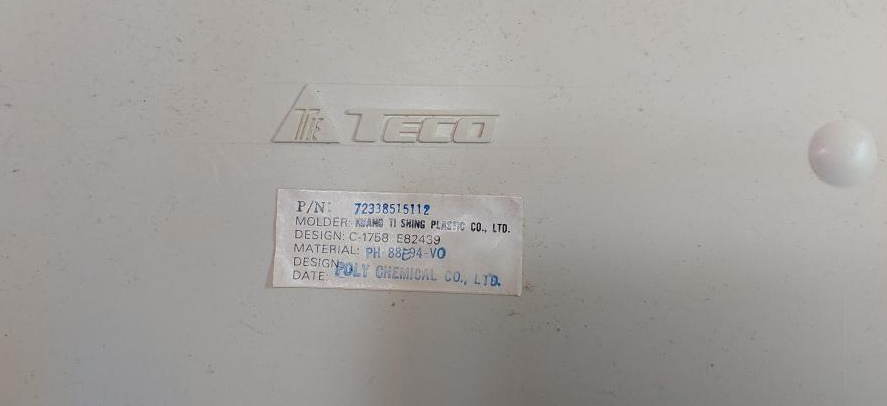 TECO
P/N: 72338515112
MOLDER: KUANG TI SHING PLASTIC CO., LTD.
DESIGN: C-1758 E82439
MATERIAL: PH-88E94-VO
DESIGN
DATE: POLY CHEMICAL CO., LTD.